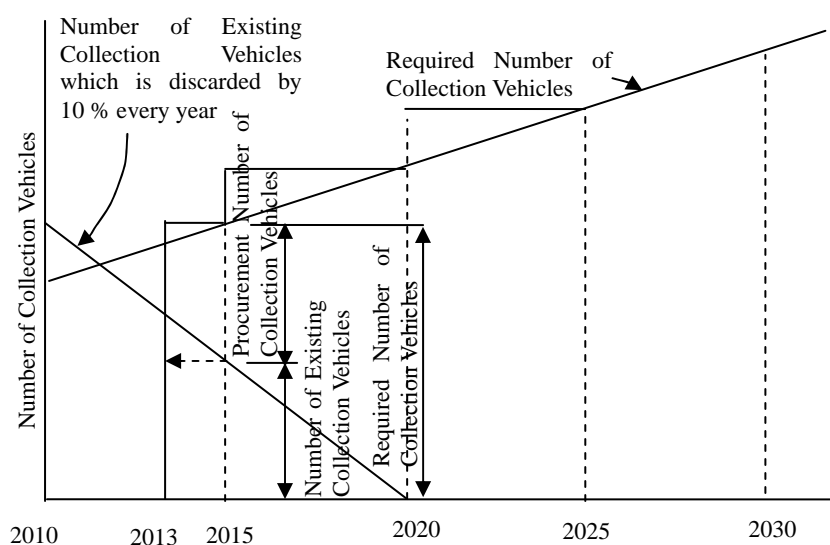 Number of Existing
Collection Vehicles
which is discarded by
10 % every year
Required Number of
Collection Vehicles
Number of Collection Vehicles
Procurement Number of
Collection Vehicles
Number of Existing
Collection Vehicles
Required Number of
Collection Vehicles
2010
2013
2015
2020
2025
2030